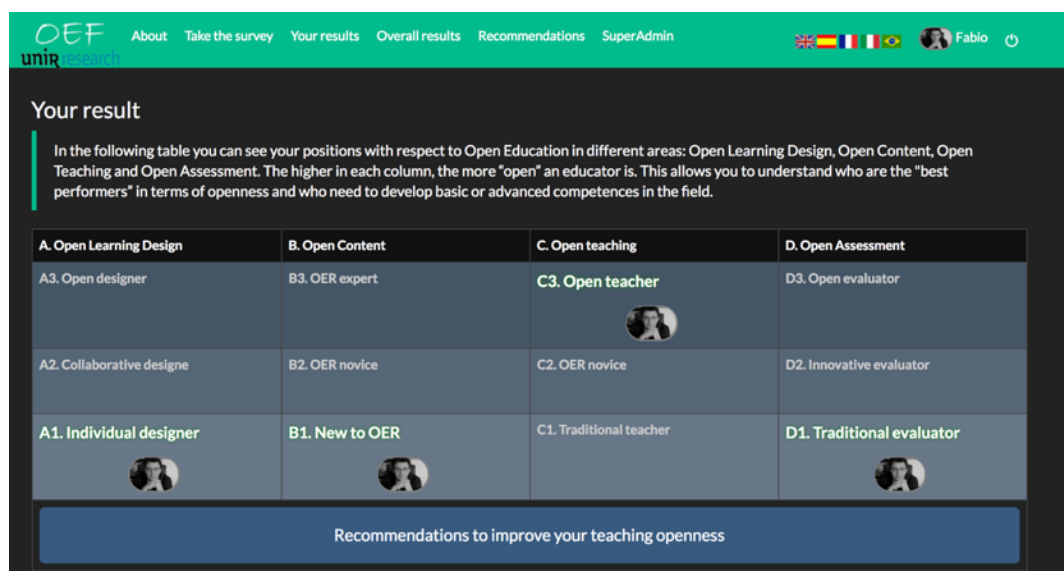 OEF
About Take the survey Your results Overall results Recommendations SuperAdmin Fabio
unir research
Your result
In the following table you can see your positions with respect to Open Education in different areas: Open Learning Design, Open Content, Open
Teaching and Open Assessment. The higher in each column, the more “open” an educator is. This allows you to understand who are the "best
performers” in terms of openness and who need to develop basic or advanced competences in the field.
A. Open Learning Design B. Open Content C. Open teaching D. Open Assessment
A3. Open designer B3. OER expert C3. Open teacher D3. Open evaluator
A2. Collaborative designe B2. OER novice C2. OER novice D2. Innovative evaluator
A1. Individual designer B1. New to OER C1. Traditional teacher D1. Traditional evaluator
Recommendations to improve your teaching openness